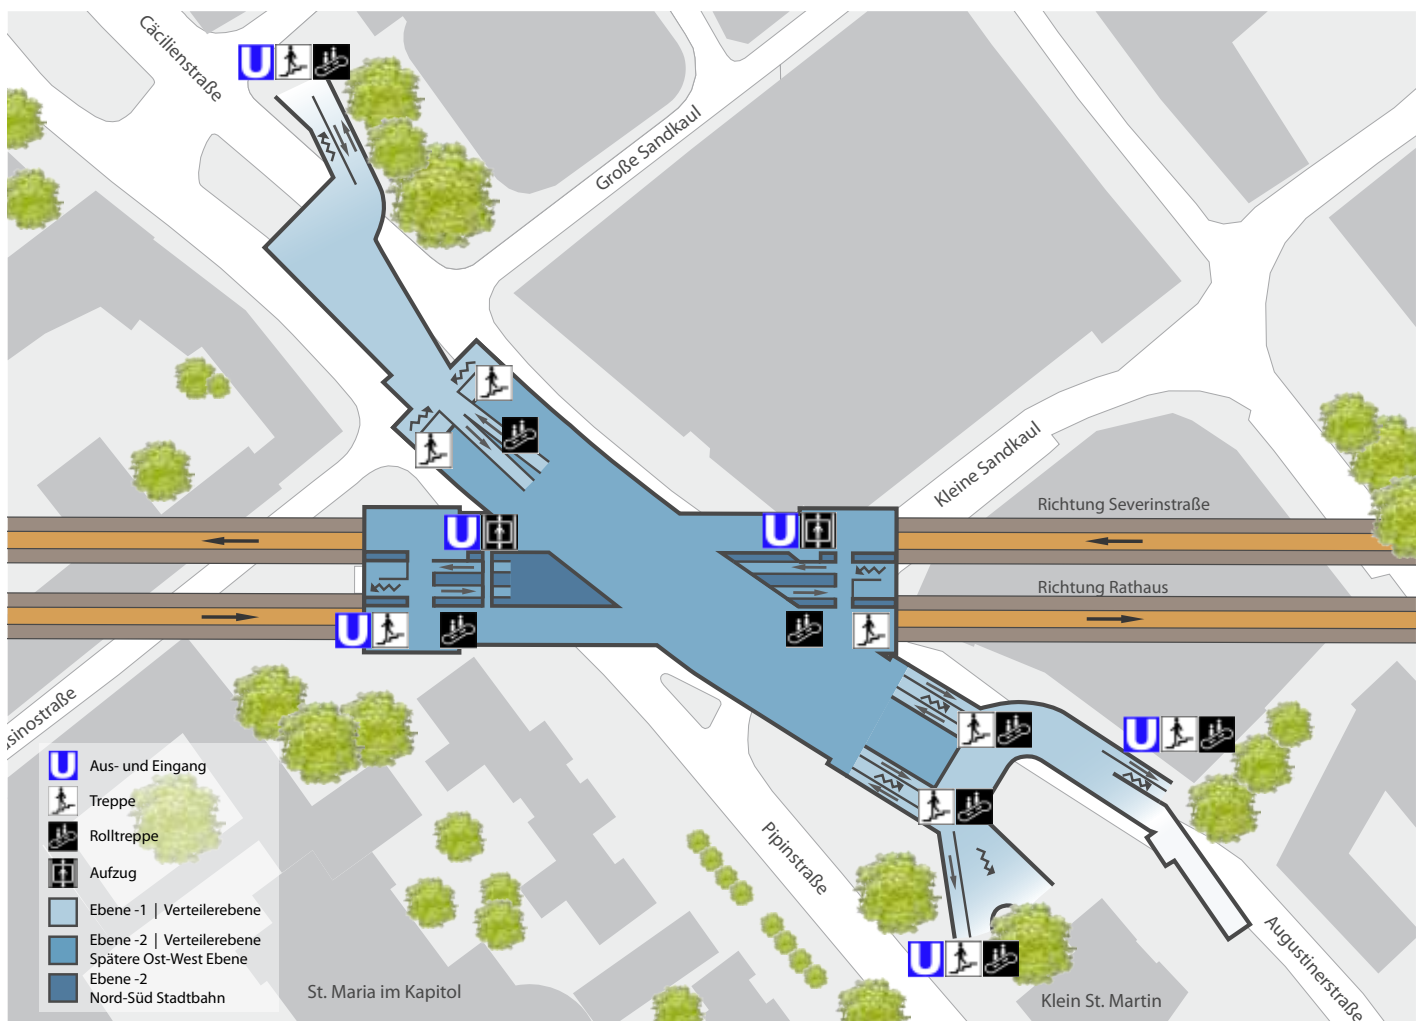 Cäcilienstraße
U
Große Sandkaul
Kleine Sandkaul
Richtung Severinstraße
U
U
Richtung Rathaus
U
U
U Aus- und Eingang
Treppe
Rolltreppe
Aufzug
Ebene -1 | Verteilerebene
Ebene -2 | Verteilerebene
Spätere Ost-West Ebene
Ebene -2
Nord-Süd Stadtbahn
Pipinstraße
U
Augustinerstraße
St. Maria im Kapitol
Klein St. Martin